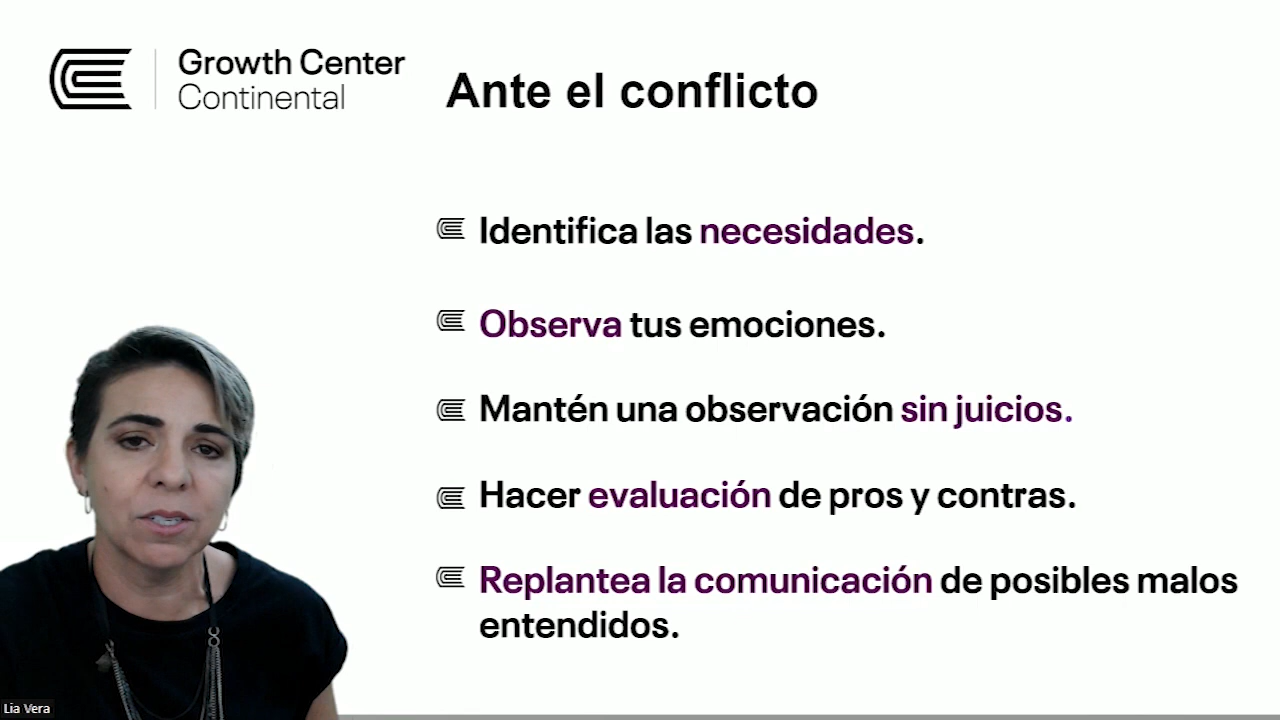 Growth Center
Continental
Ante el conflicto
Identifica las necesidades.
Observa tus emociones.
Mantén una observación sin juicios.
Hacer evaluación de pros y contras.
Replantea la comunicación de posibles malos
entendidos.
Lia Vera